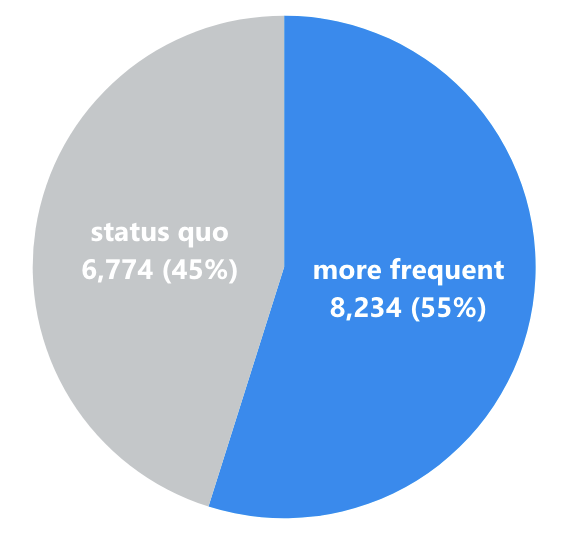 status quo
6,774 (45%)
more frequent
8,234 (55%)